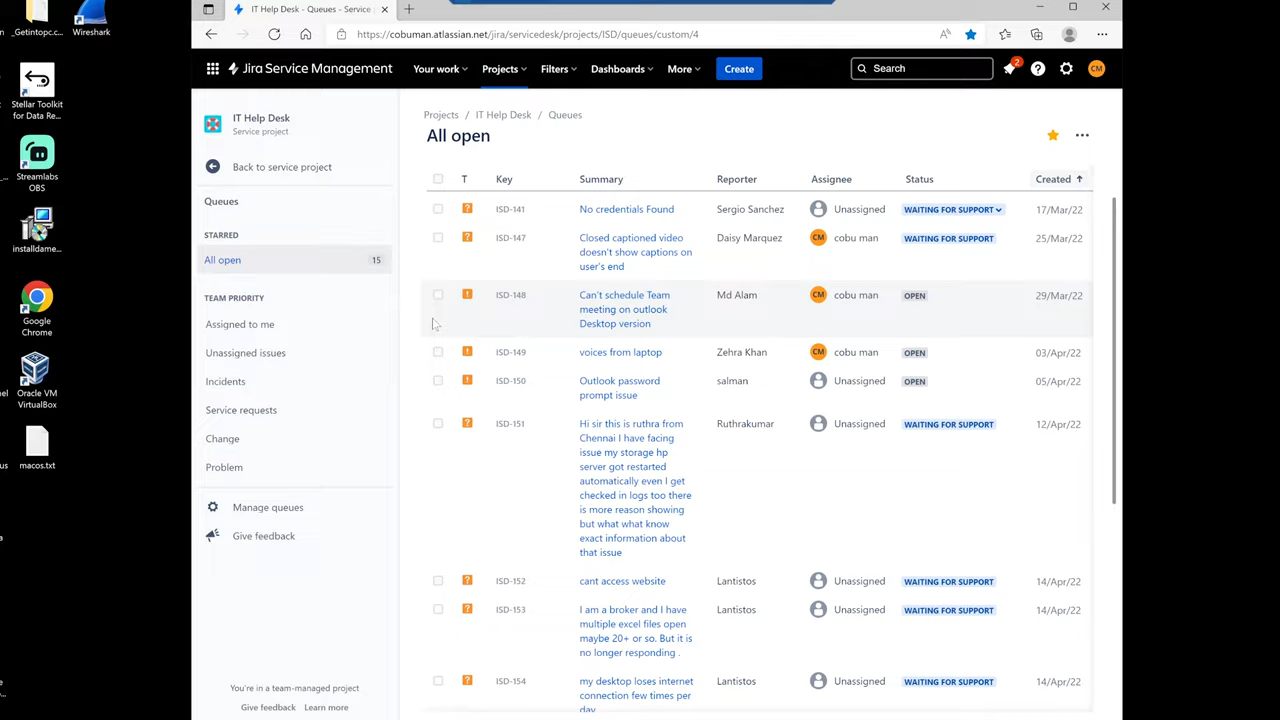 _Getintopc.c...
Wireshark
Stellar Toolkit
for Data Re...
Streamlabs
OBS
installdame...
Google
Chrome
Oracle VM
VirtualBox
macos.txt
IT Help Desk - Queues - Service
https://cobuman.atlassian.net/jira/servicedesk/projects/ISD/queues/custom/4
Jira Service Management
Your work
Projects
Filters
Dashboards
More
Create
Search
2
CM
IT Help Desk
Service project
Back to service project
Queues
STARRED
All open 15
TEAM PRIORITY
Assigned to me
Unassigned issues
Incidents
Service requests
Change
Problem
Manage queues
Give feedback
You're in a team-managed project
Give feedback Learn more
Projects / IT Help Desk / Queues
All open
T Key Summary Reporter Assignee Status Created
ISD-141 No credentials Found Sergio Sanchez Unassigned WAITING FOR SUPPORT 17/Mar/22
ISD-147 Closed captioned video Daisy Marquez CM cobu man WAITING FOR SUPPORT 25/Mar/22
doesn't show captions on
user's end
ISD-148 Can't schedule Team Md Alam CM cobu man OPEN 29/Mar/22
meeting on outlook
Desktop version
ISD-149 voices from laptop Zehra Khan CM cobu man OPEN 03/Apr/22
ISD-150 Outlook password salman Unassigned OPEN 05/Apr/22
prompt issue
ISD-151 Hi sir this is ruthra from Ruthrakumar Unassigned WAITING FOR SUPPORT 12/Apr/22
Chennai I have facing
issue my storage hp
server got restarted
automatically even I get
checked in logs too there
is more reason showing
but what what know
exact information about
that issue
ISD-152 cant access website Lantistos Unassigned WAITING FOR SUPPORT 14/Apr/22
ISD-153 I am a broker and I have Lantistos Unassigned WAITING FOR SUPPORT 14/Apr/22
multiple excel files open
maybe 20+ or so. But it is
no longer responding .
ISD-154 my desktop loses internet Lantistos Unassigned WAITING FOR SUPPORT 14/Apr/22
connection few times per
day